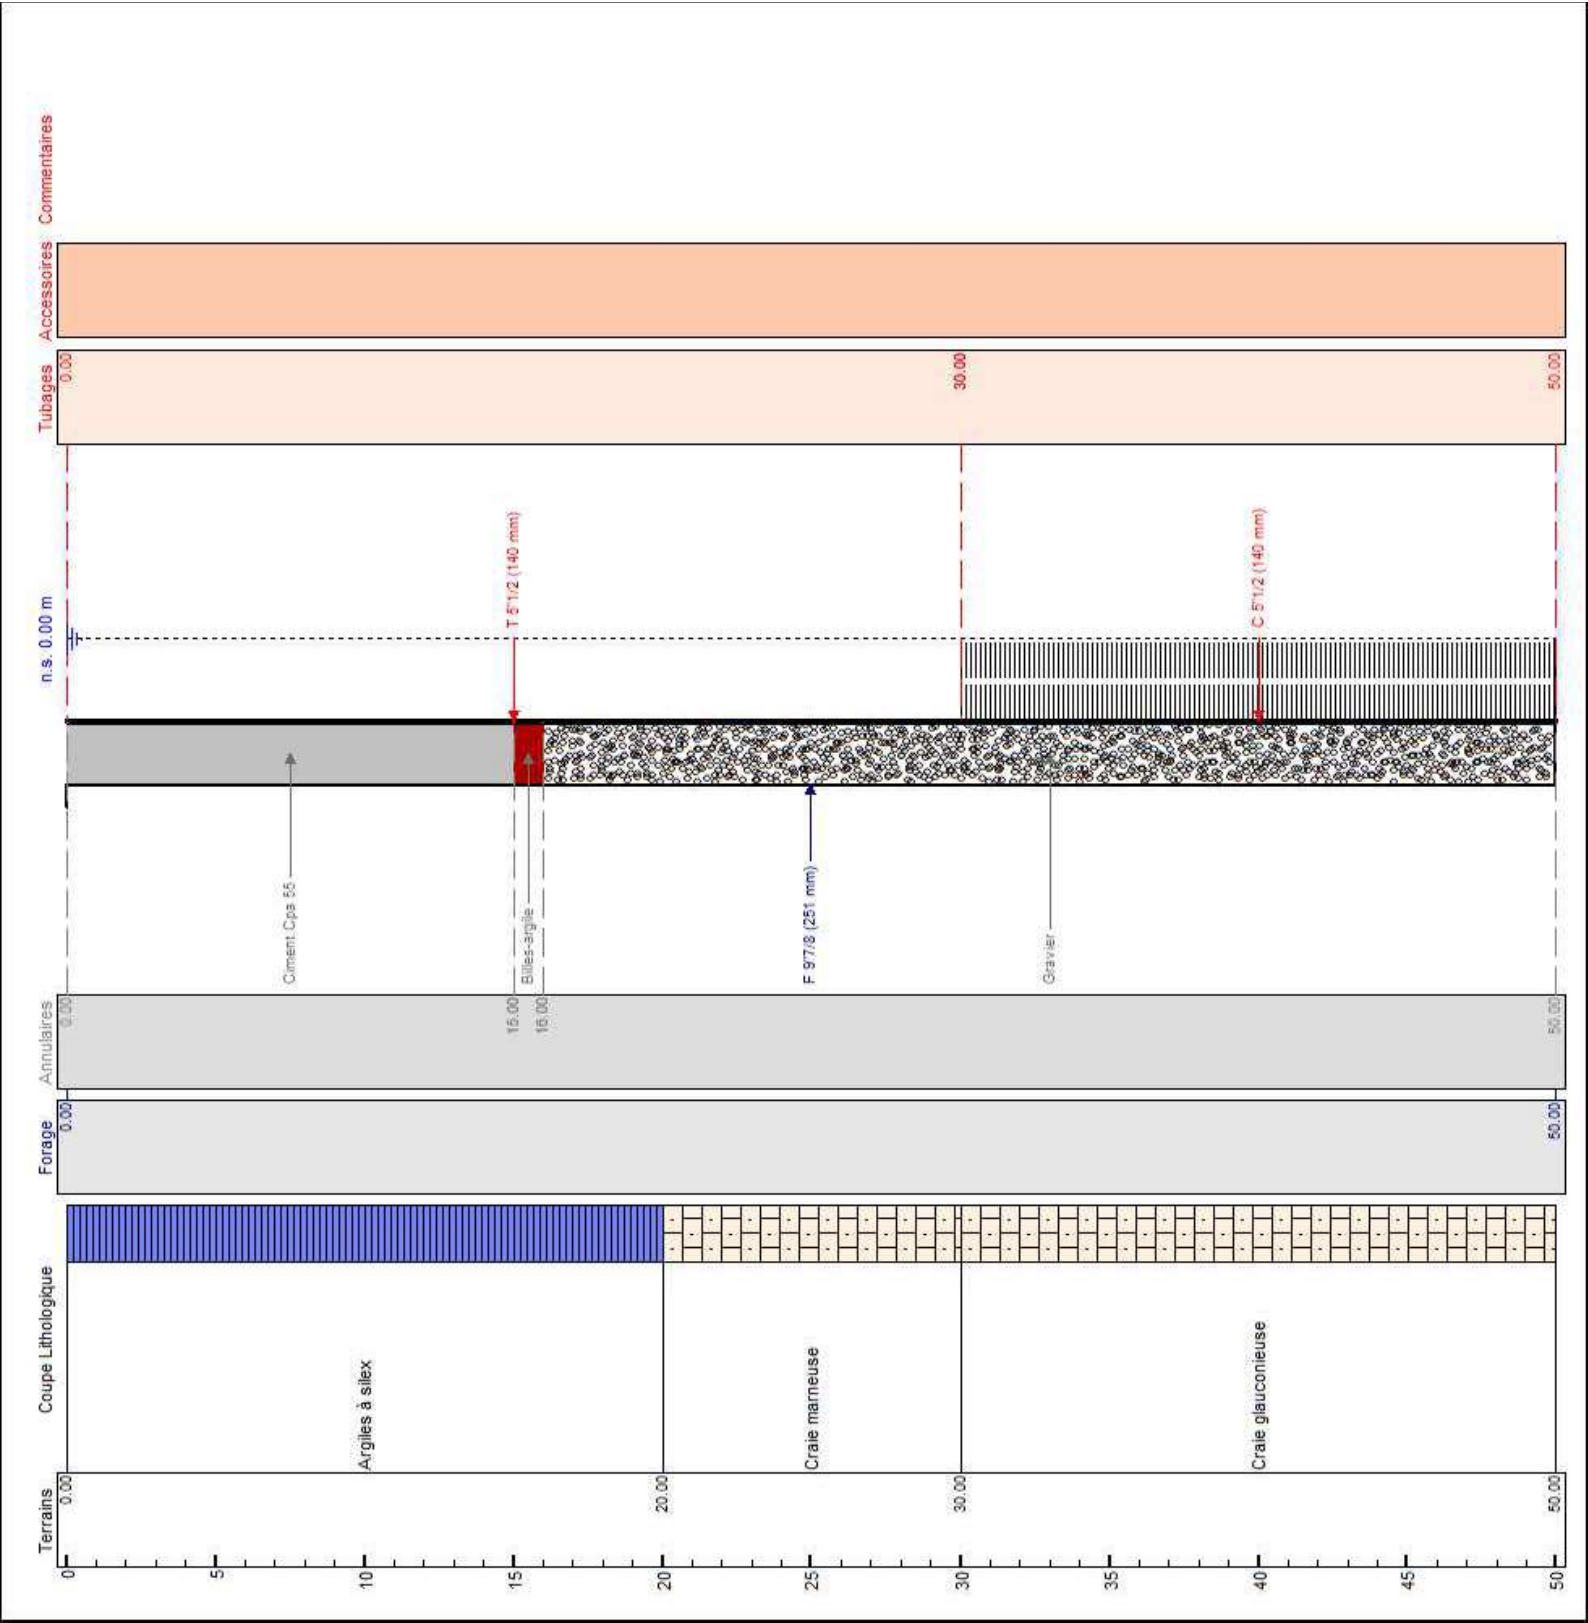 Terrains
Coupe Lithologique
Forage
Annulaires
n.s. 0.00 m
Tubages
Accessoires
Commentaires
0
5
10
15
20
25
30
35
40
45
50
0.00
20.00
30.00
50.00
Argiles à silex
Craie marneuse
Craie glauconieuse
0.00
50.00
0.00
15.00
16.00
50.00
Ciment Cpa 55
Billes-argile
F 9"7/8 (251 mm)
Gravier
T 5"1/2 (140 mm)
C 5"1/2 (140 mm)
0.00
30.00
50.00